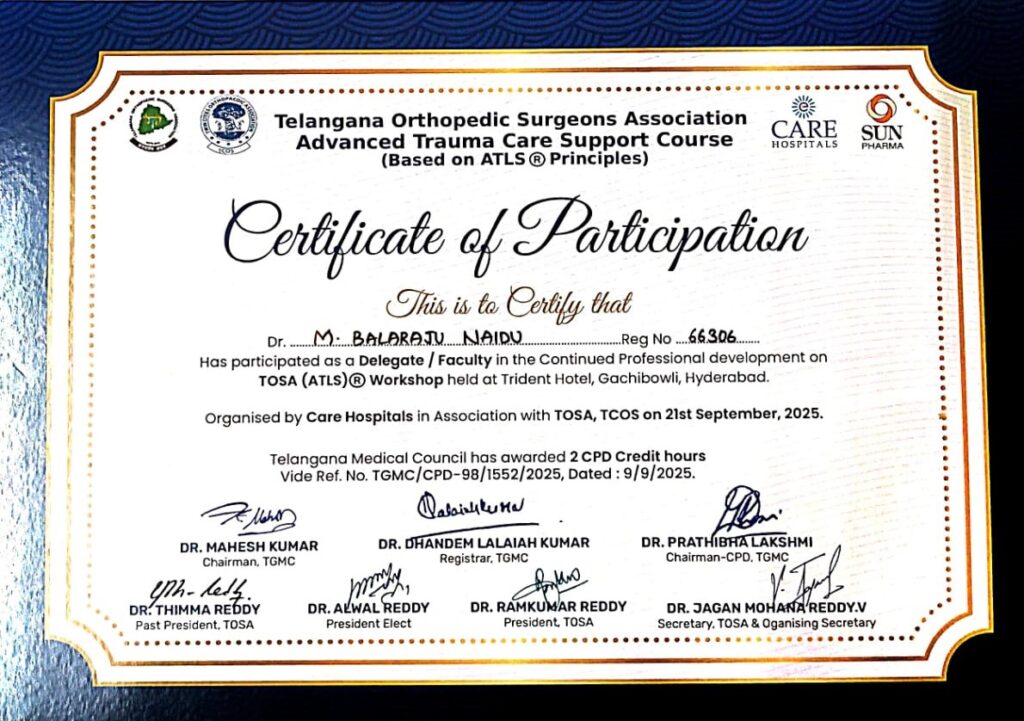 Telangana Orthopedic Surgeons Association
Advanced Trauma Care Support Course
(Based on ATLS® Principles)
TCOS
CARE
HOSPITALS
SUN
PHARMA
Certificate of Participation
This is to Certify that
Dr. M. BALARAJU NAIDU Reg No 66306
Has participated as a Delegate / Faculty in the Continued Professional development on
TOSA (ATLS)® Workshop held at Trident Hotel, Gachibowli, Hyderabad.
Organised by Care Hospitals in Association with TOSA, TCOS on 21st September, 2025.
Telangana Medical Council has awarded 2 CPD Credit hours
Vide Ref. No. TGMC/CPD-98/1552/2025, Dated : 9/9/2025.
DR. MAHESH KUMAR
Chairman, TGMC
DR. DHANDEM LALAIAH KUMAR
Registrar, TGMC
DR. PRATHIBHA LAKSHMI
Chairman-CPD, TGMC
DR. THIMMA REDDY
Past President, TOSA
DR. ALWAL REDDY
President Elect
DR. RAMKUMAR REDDY
President, TOSA
DR. JAGAN MOHANA REDDY.V
Secretary, TOSA & Oganising Secretary